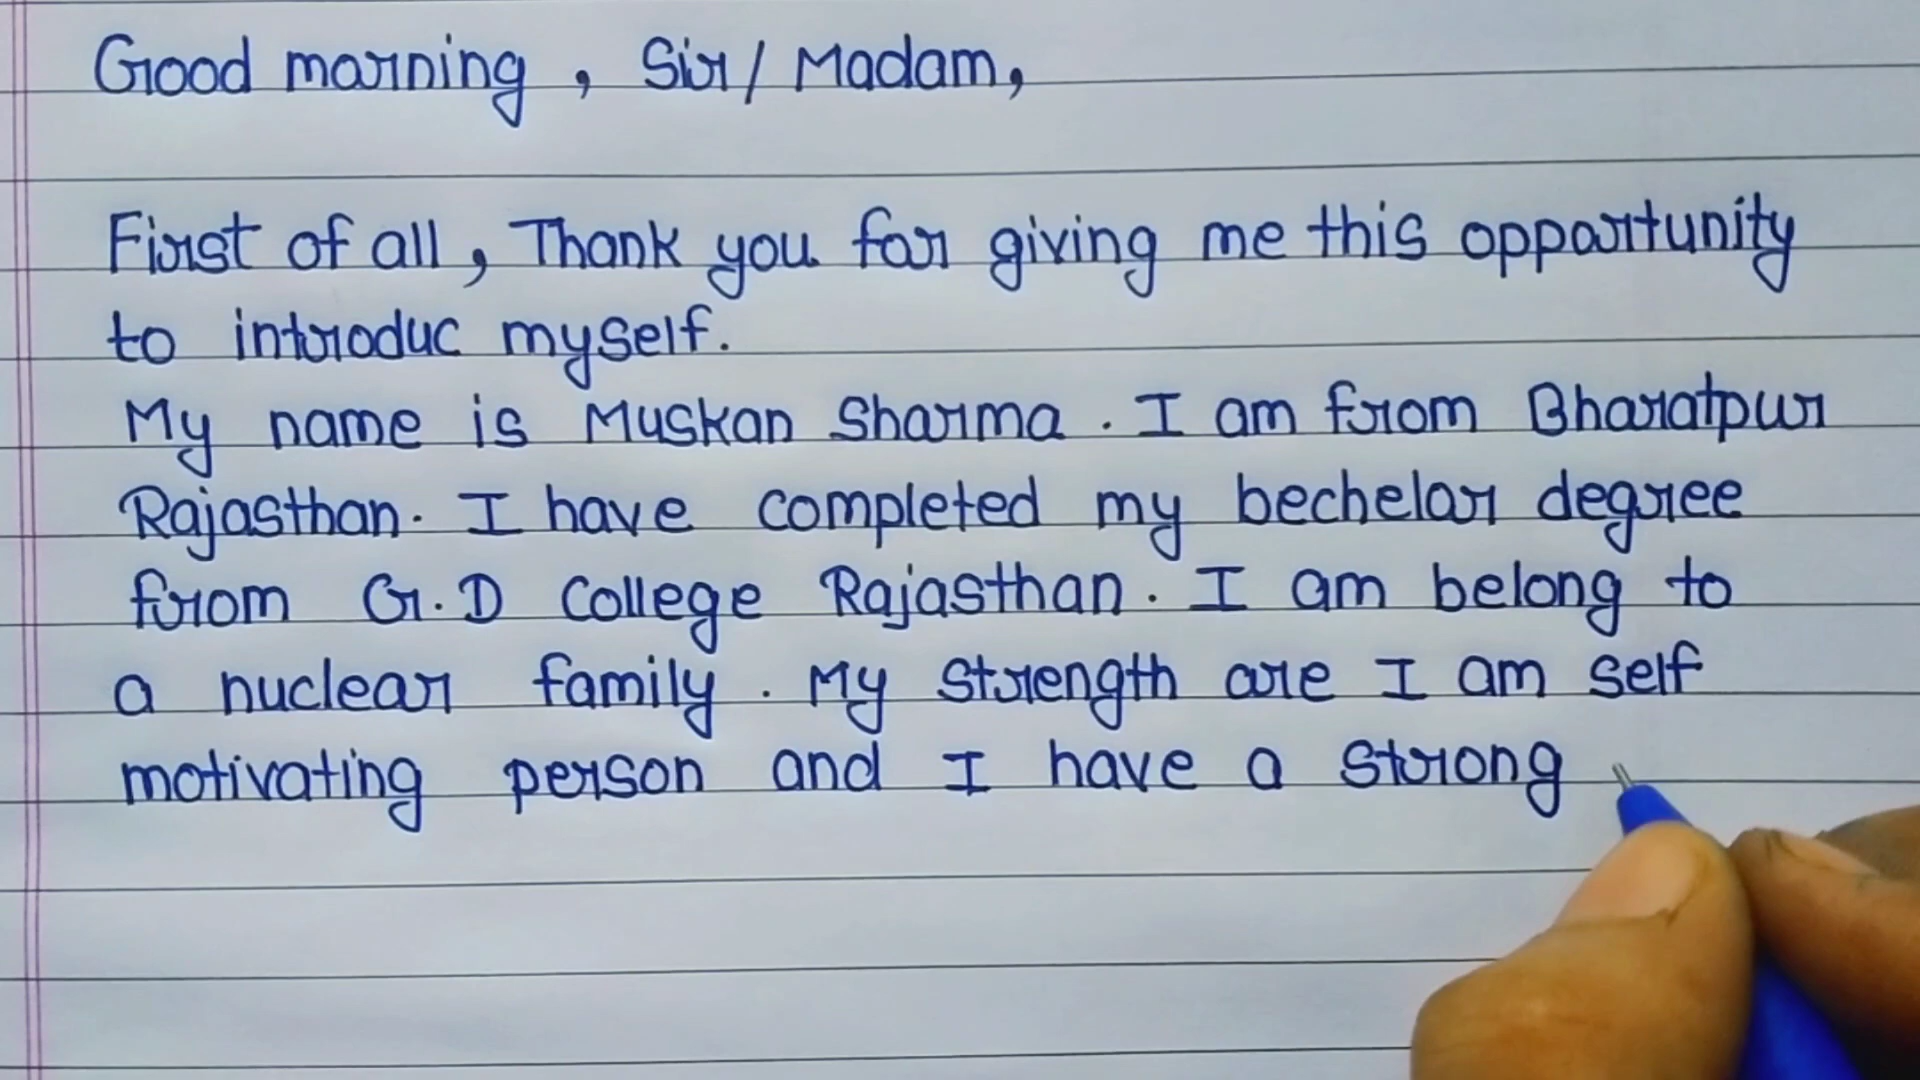 Good morning, Sir/Madam,
First of all, Thank you for giving me this opportunity
to introduc myself.
My name is Muskan Sharma. I am from Bharatpur
Rajasthan. I have completed my bechelor degree
from G.D College Rajasthan. I am belong to
a nuclear family. My strength are I am self
motivating person and I have a strong